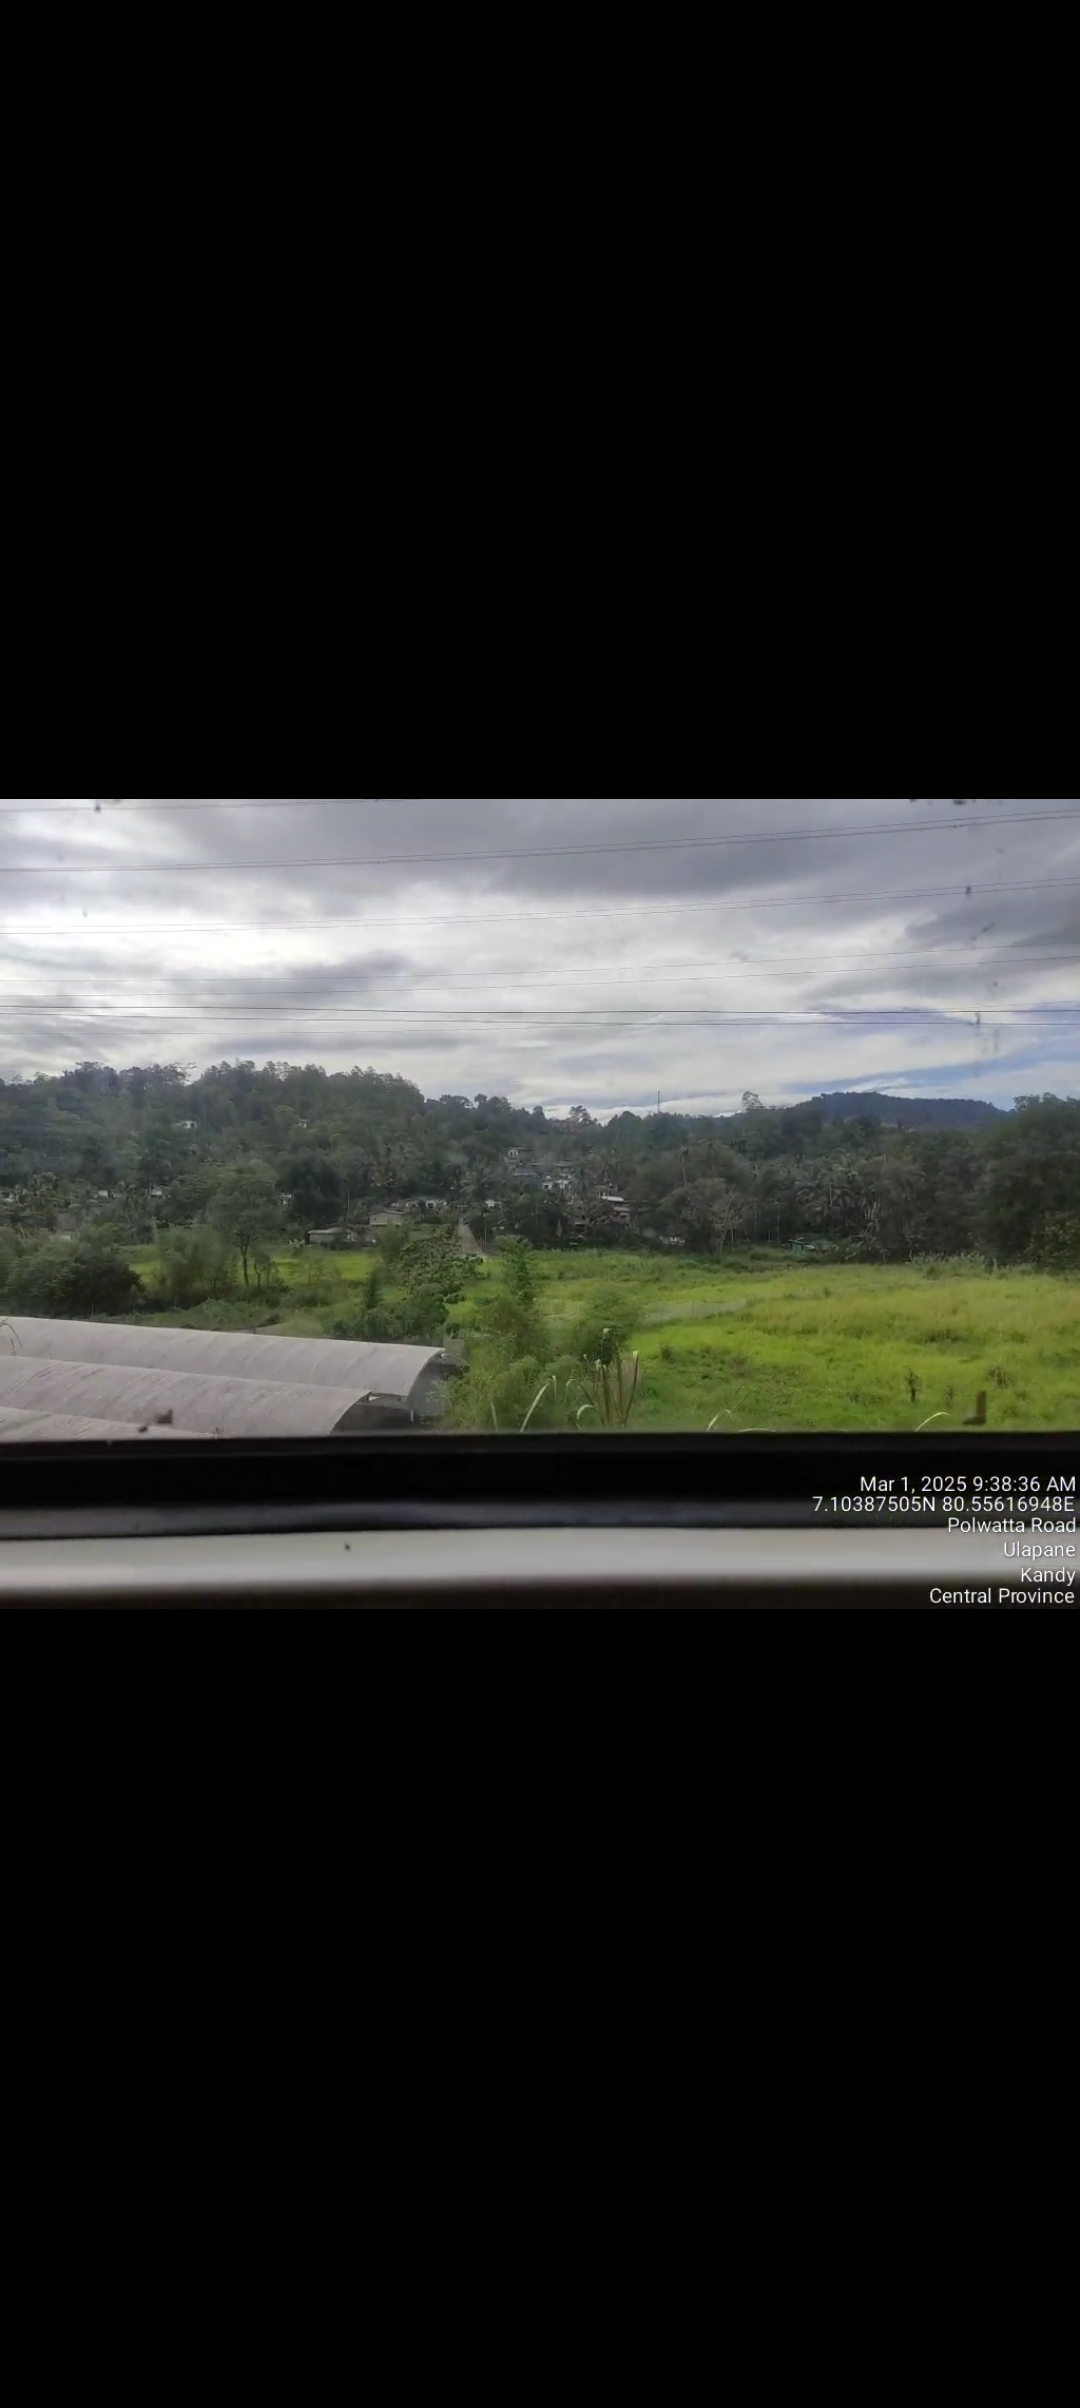 Mar 1, 2025 9:38:36 AM
7.10387505N 80.55616948E
Polwatta Road
Ulapane
Kandy
Central Province